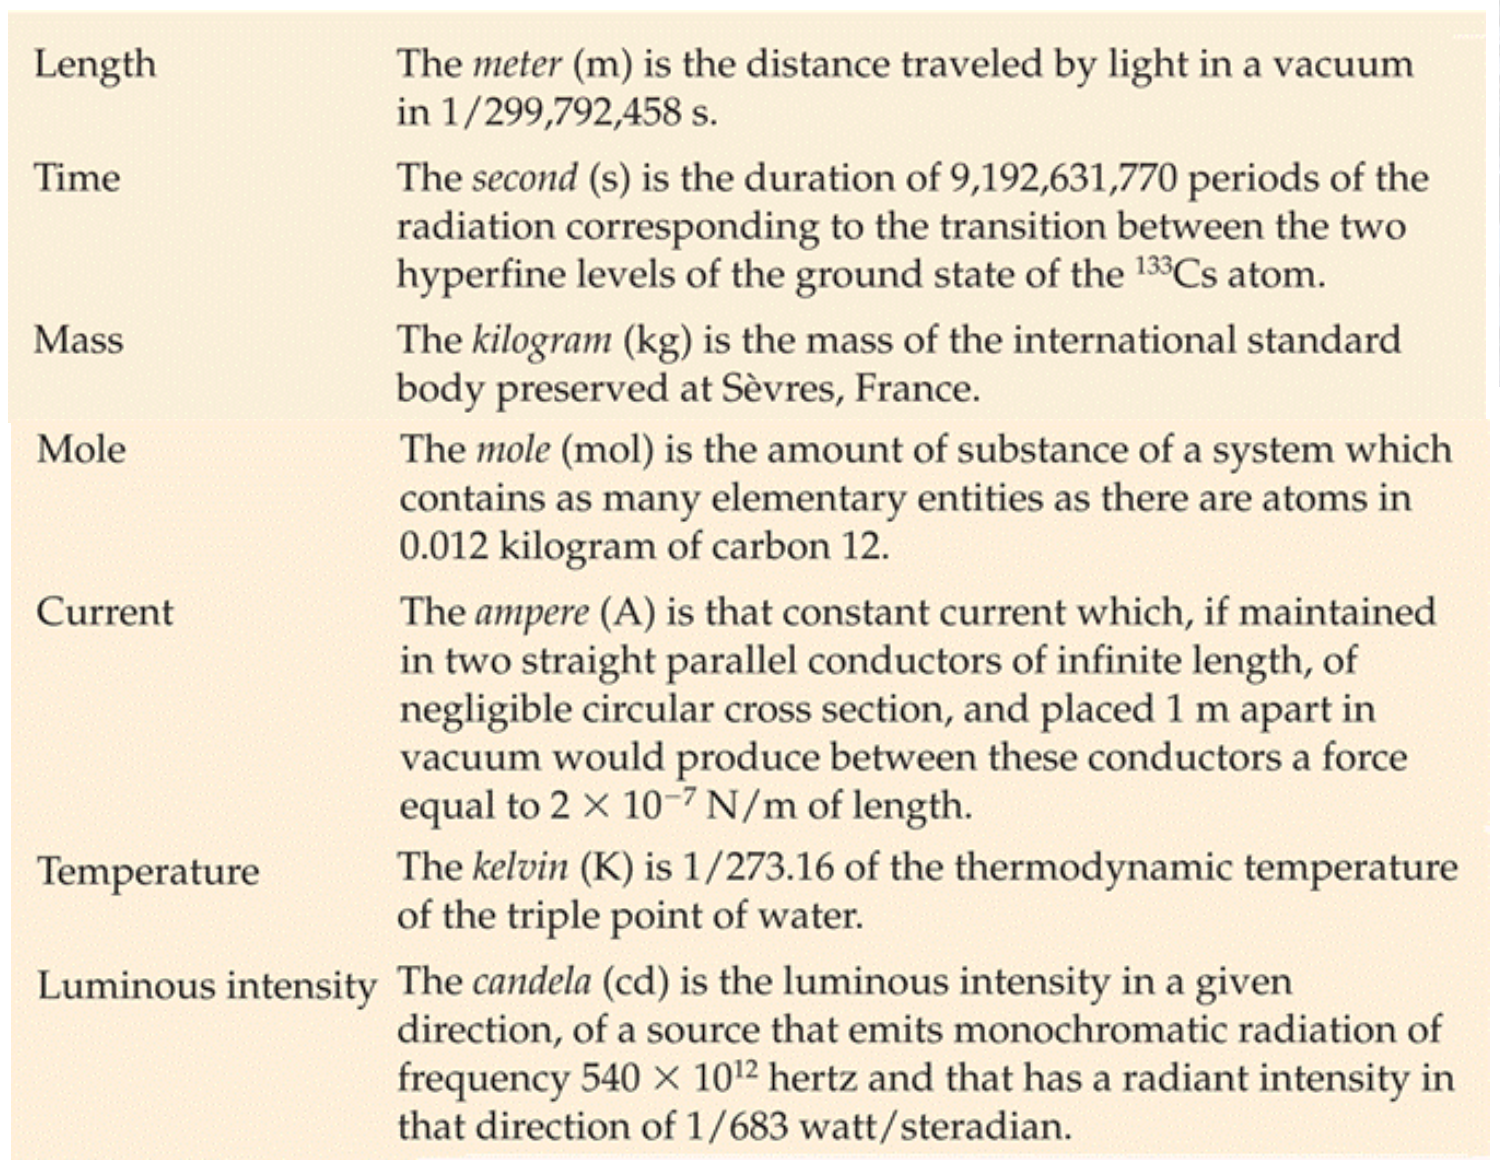 Length The meter (m) is the distance traveled by light in a vacuum
in 1/299,792,458 s.
Time The second (s) is the duration of 9,192,631,770 periods of the
radiation corresponding to the transition between the two
hyperfine levels of the ground state of the ¹³³Cs atom.
Mass The kilogram (kg) is the mass of the international standard
body preserved at Sèvres, France.
Mole The mole (mol) is the amount of substance of a system which
contains as many elementary entities as there are atoms in
0.012 kilogram of carbon 12.
Current The ampere (A) is that constant current which, if maintained
in two straight parallel conductors of infinite length, of
negligible circular cross section, and placed 1 m apart in
vacuum would produce between these conductors a force
equal to 2 × 10⁻⁷ N/m of length.
Temperature The kelvin (K) is 1/273.16 of the thermodynamic temperature
of the triple point of water.
Luminous intensity The candela (cd) is the luminous intensity in a given
direction, of a source that emits monochromatic radiation of
frequency 540 × 10¹² hertz and that has a radiant intensity in
that direction of 1/683 watt/steradian.